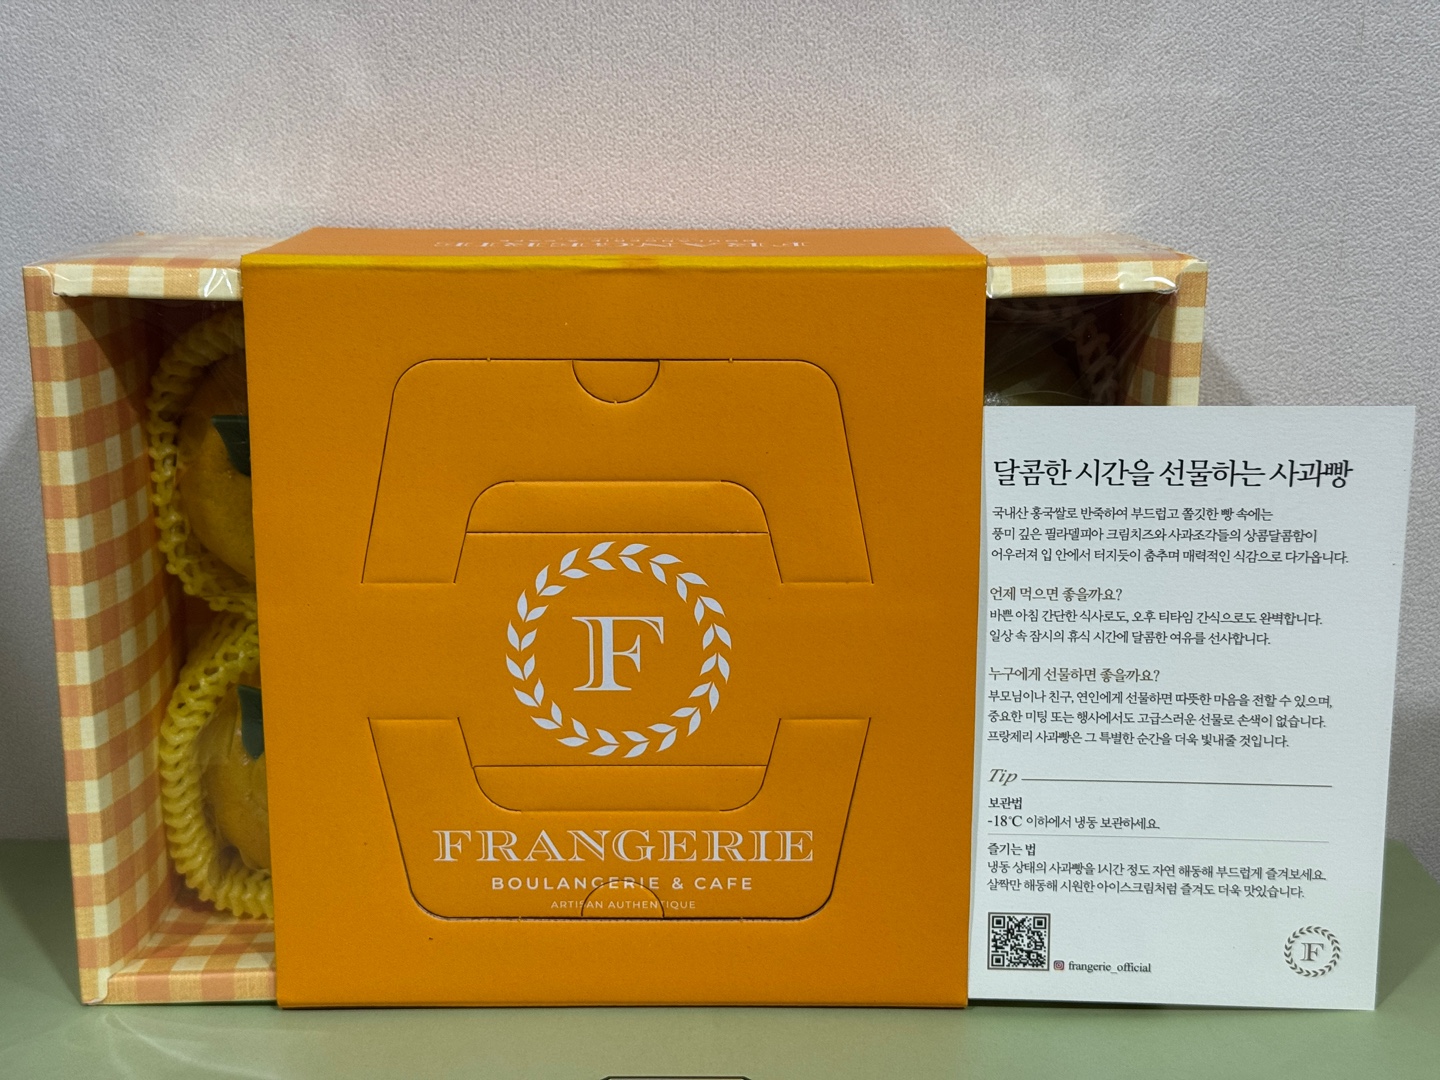 F
FRANGERIE
BOULANGERIE & CAFE
ARTISAN AUTHENTIQUE
달콤한 시간을 선물하는 사과빵
국내산 홍국쌀로 반죽하여 부드럽고 쫄깃한 빵 속에는
풍미 깊은 필라델피아 크림치즈와 사과조각들의 상콤달콤함이
어우러져 입 안에서 터지듯이 춤추며 매력적인 식감으로 다가옵니다.
언제 먹으면 좋을까요?
바쁜 아침 간단한 식사로도, 오후 티타임 간식으로도 완벽합니다.
일상 속 잠시의 휴식 시간에 달콤한 여유를 선사합니다.
누구에게 선물하면 좋을까요?
부모님이나 친구, 연인에게 선물하면 따뜻한 마음을 전할 수 있으며,
중요한 미팅 또는 행사에서도 고급스러운 선물로 손색이 없습니다.
프랑제리 사과빵은 그 특별한 순간을 더욱 빛내줄 것입니다.
Tip
보관법
-18℃ 이하에서 냉동 보관하세요.
즐기는 법
냉동 상태의 사과빵을 1시간 정도 자연 해동해 부드럽게 즐겨보세요.
살짝만 해동해 시원한 아이스크림처럼 즐겨도 더욱 맛있습니다.
frangerie_official
F